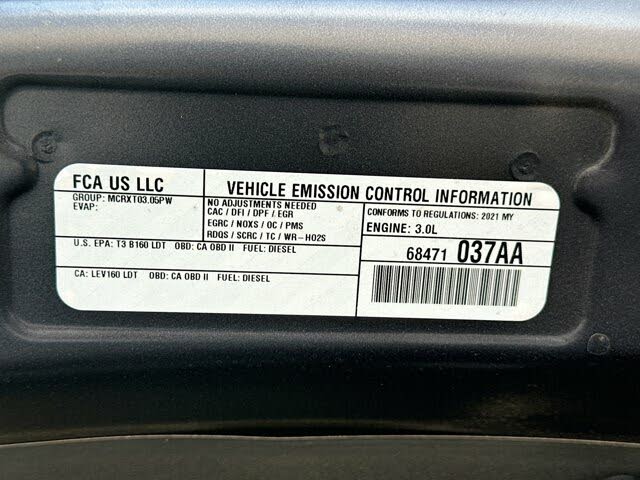 FCA US LLC
VEHICLE EMISSION CONTROL INFORMATION
GROUP: MCRXT03.05PW
EVAP:
NO ADJUSTMENTS NEEDED
CAC / DFI / DPF / EGR
EGRC / NOXS / OC / PMS
RDQS / SCRC / TC / WR-HO2S
CONFORMS TO REGULATIONS: 2021 MY
ENGINE: 3.0L
U.S. EPA: T3 B160 LDT OBD: CA OBD II FUEL: DIESEL
68471 037AA
CA: LEV160 LDT OBD: CA OBD II FUEL: DIESEL